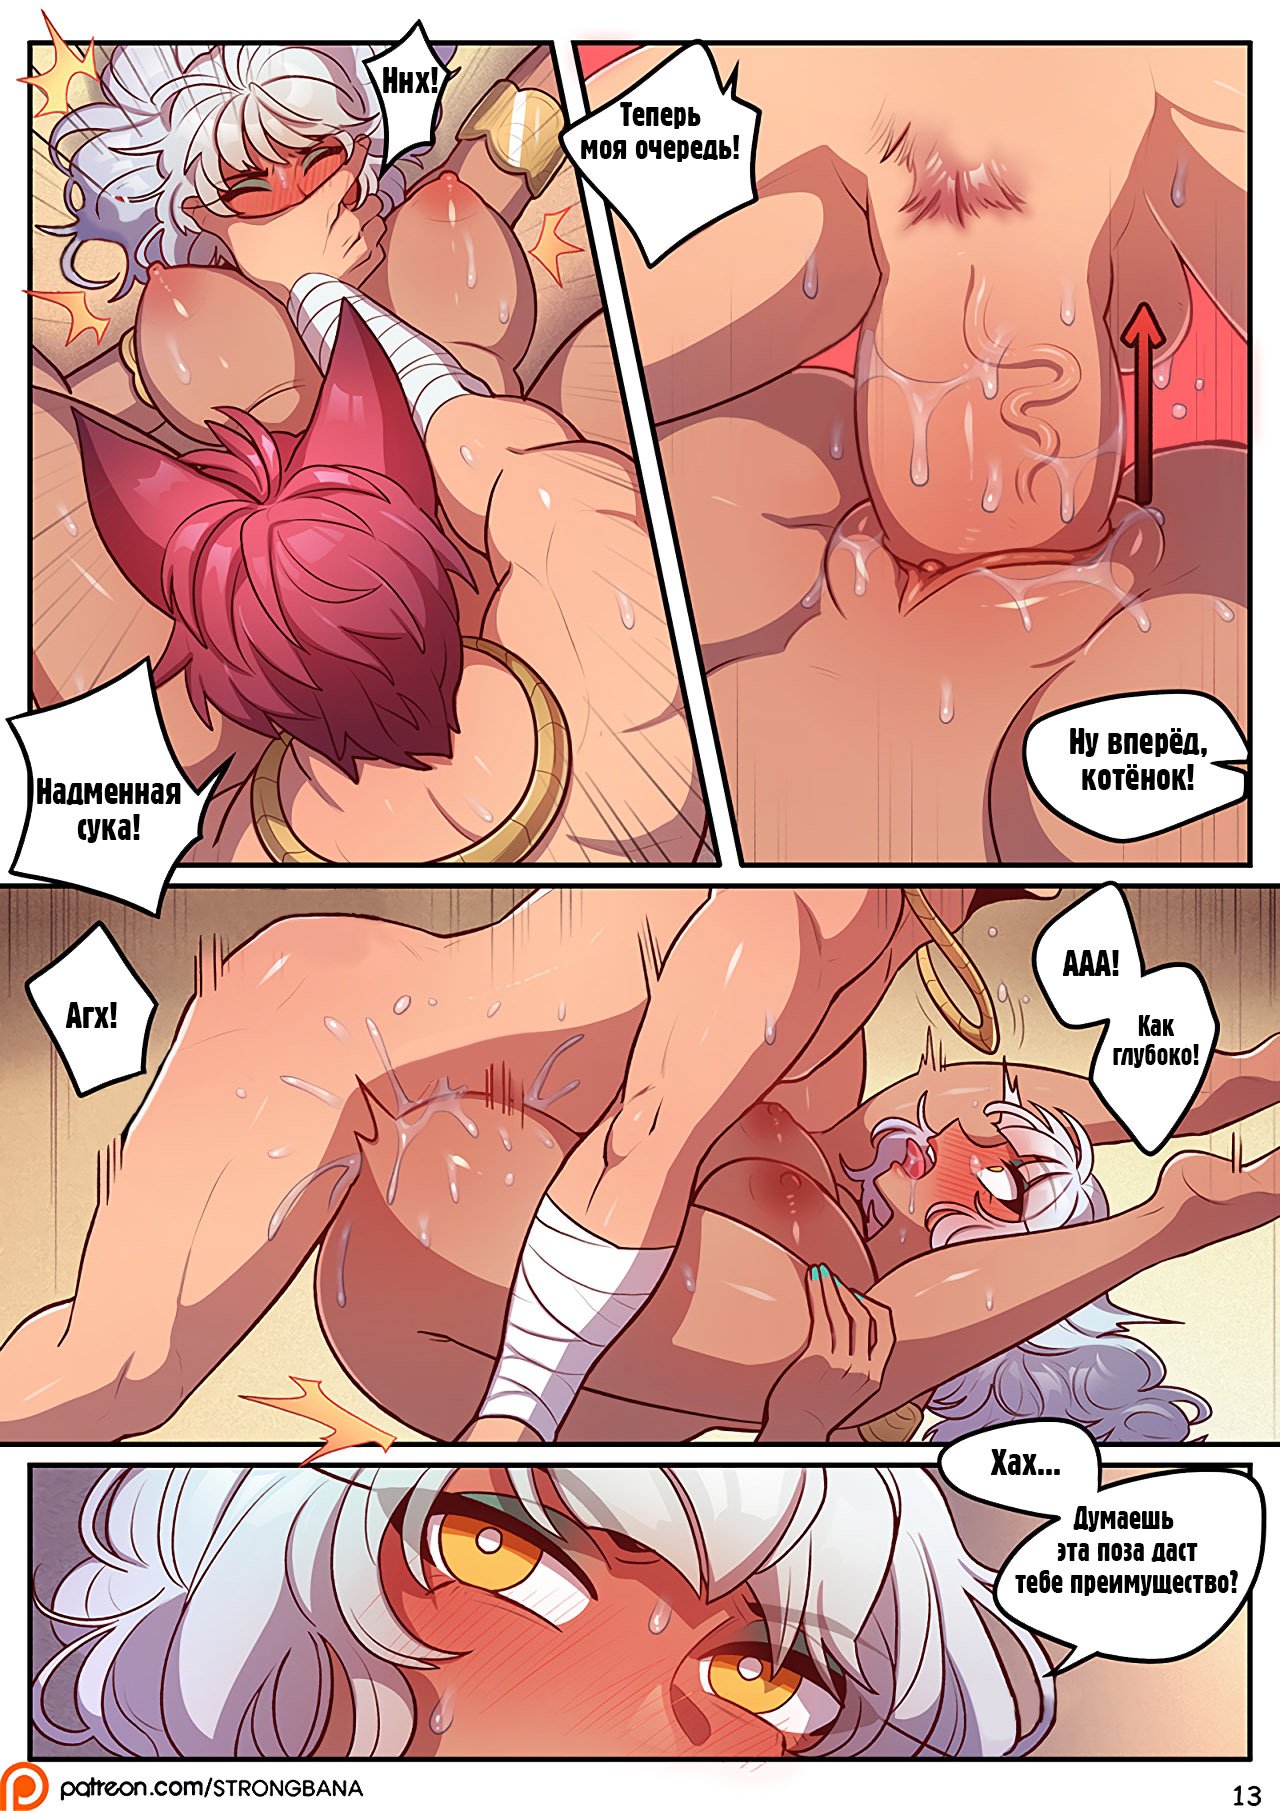 Ннх!
Теперь
моя очередь!
Надменная
сука!
Ну вперёд,
котёнок!
Агх!
ААА!
Как
глубоко!
Хах...
Думаешь
эта поза даст
тебе преимущество?
patreon.com/STRONGBANA
13